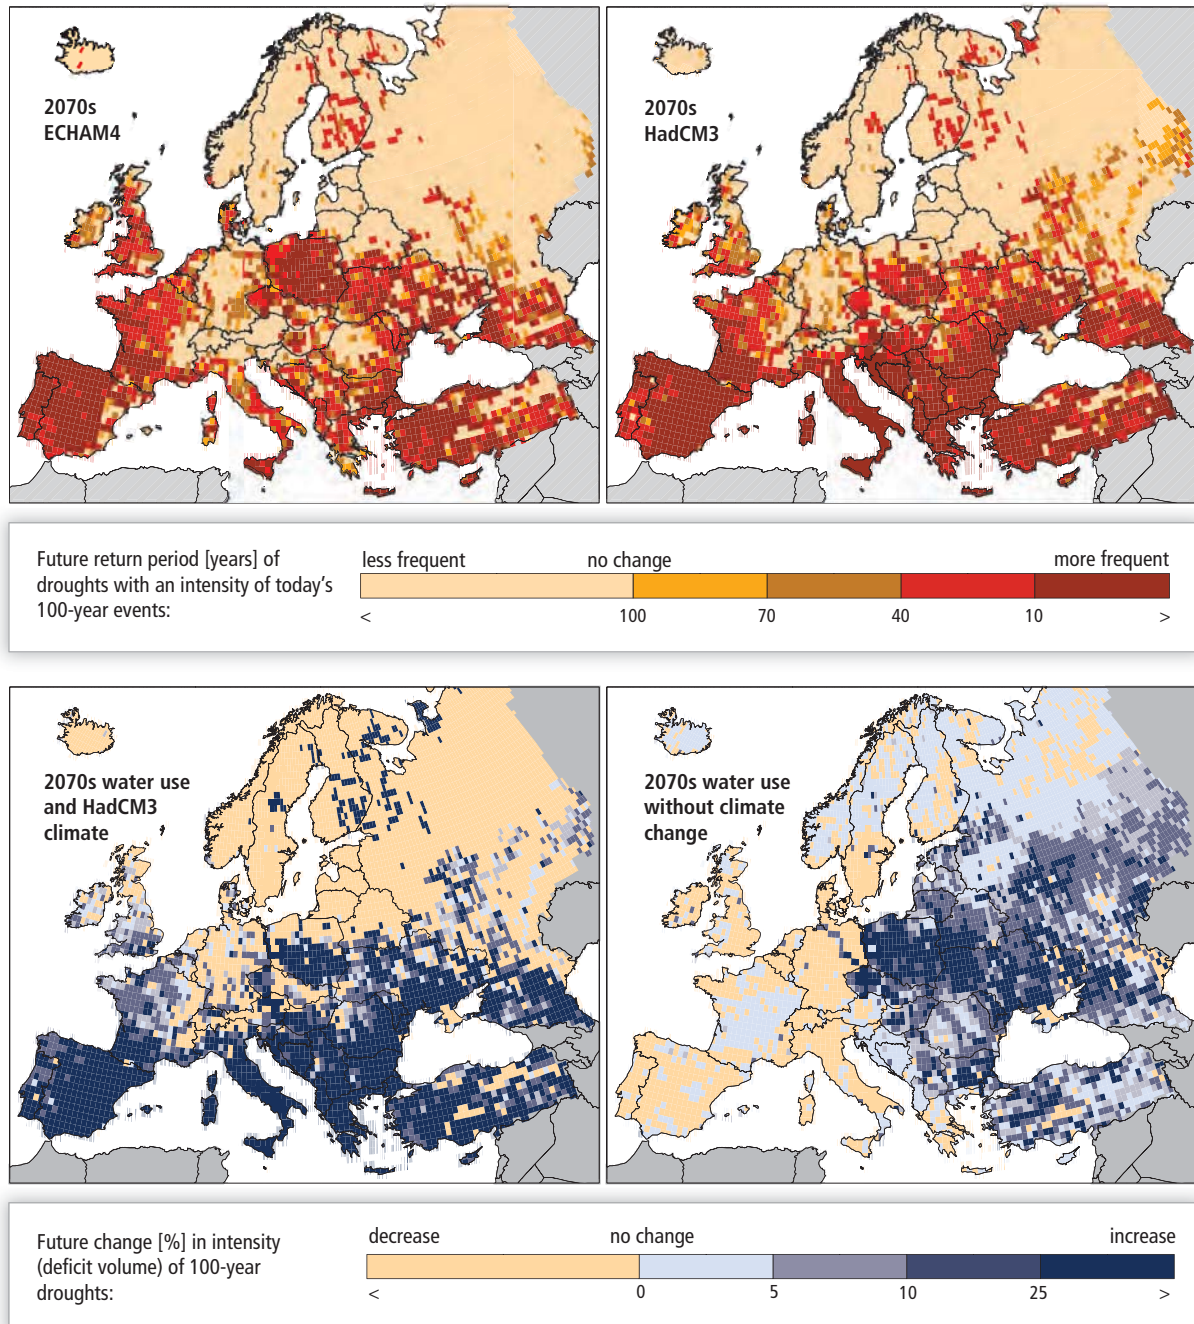 2070s
ECHAM4
2070s
HadCM3
Future return period [years] of
droughts with an intensity of today's
100-year events:
less frequent no change more frequent
< 100 70 40 10 >
2070s water use
and HadCM3
climate
2070s water use
without climate
change
Future change [%] in intensity
(deficit volume) of 100-year
droughts:
decrease no change increase
< 0 5 10 25 >